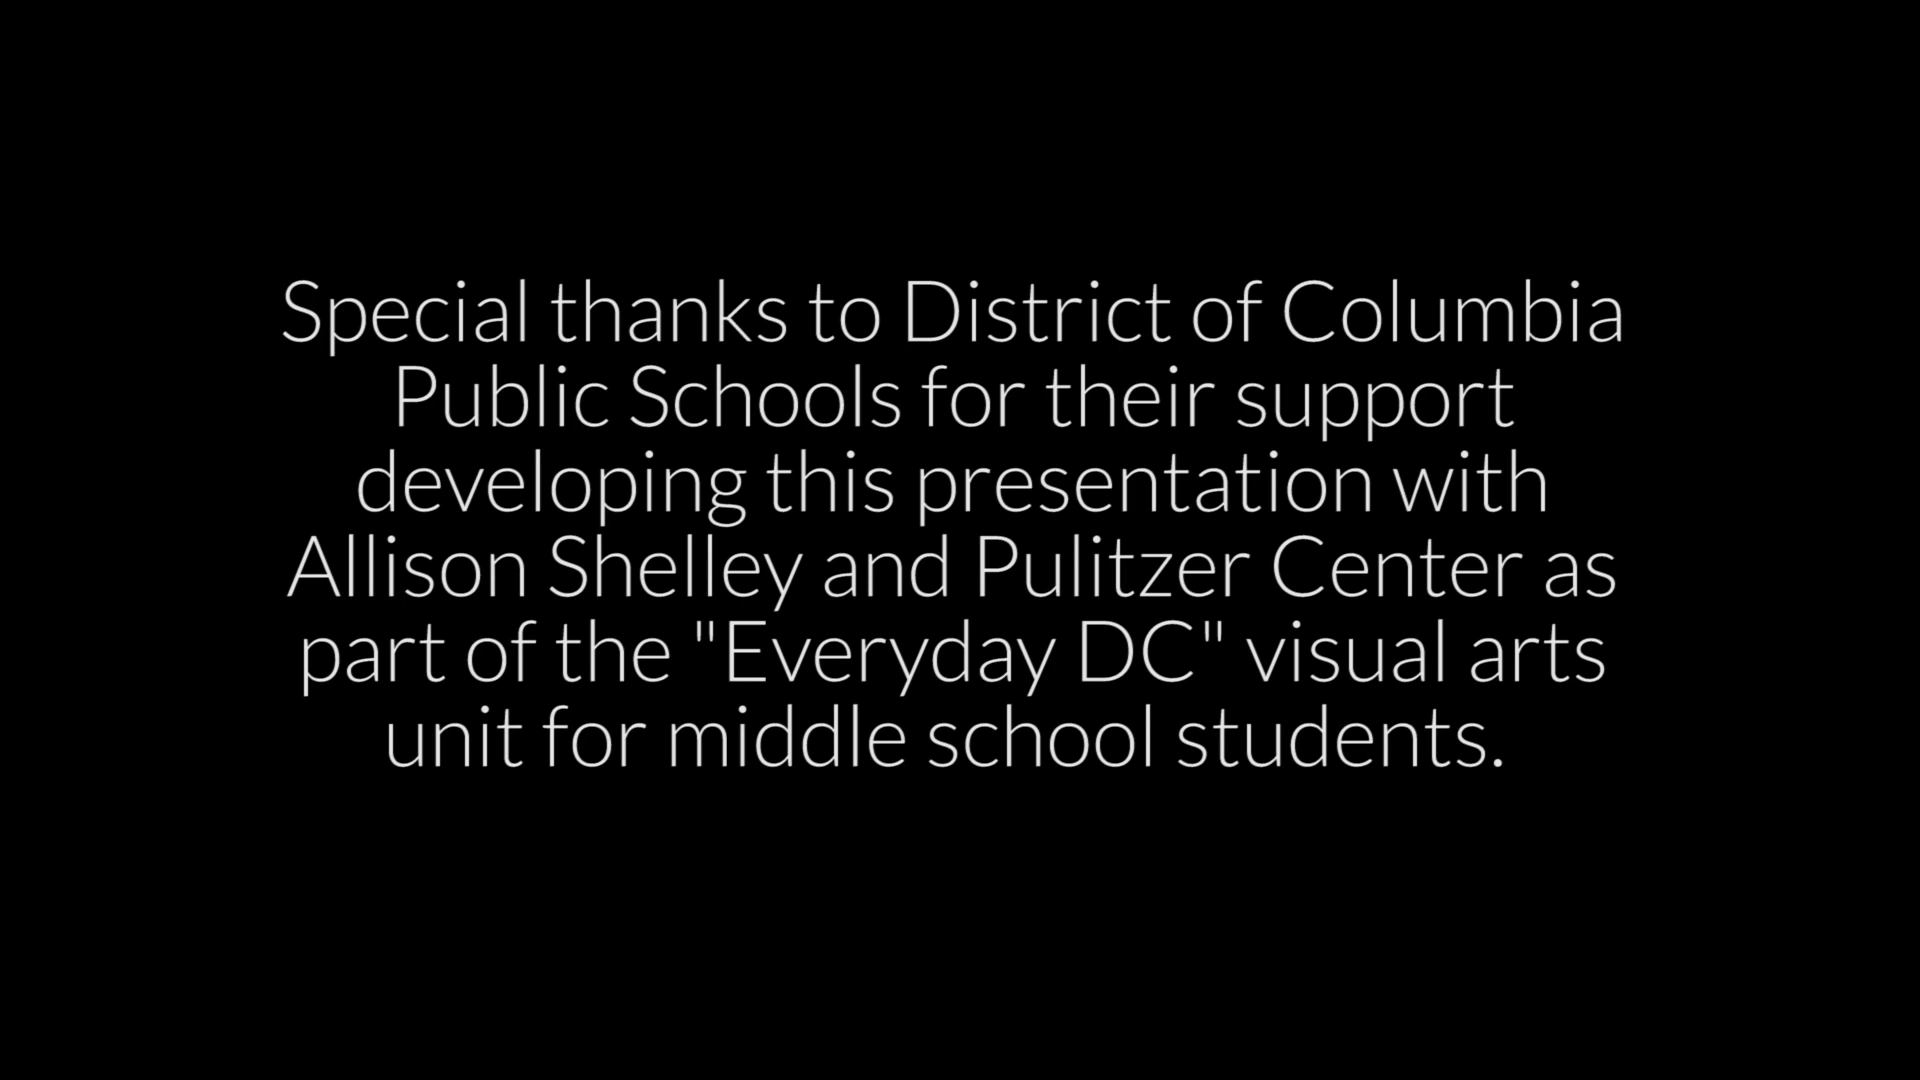 Special thanks to District of Columbia
Public Schools for their support
developing this presentation with
Allison Shelley and Pulitzer Center as
part of the "Everyday DC" visual arts
unit for middle school students.